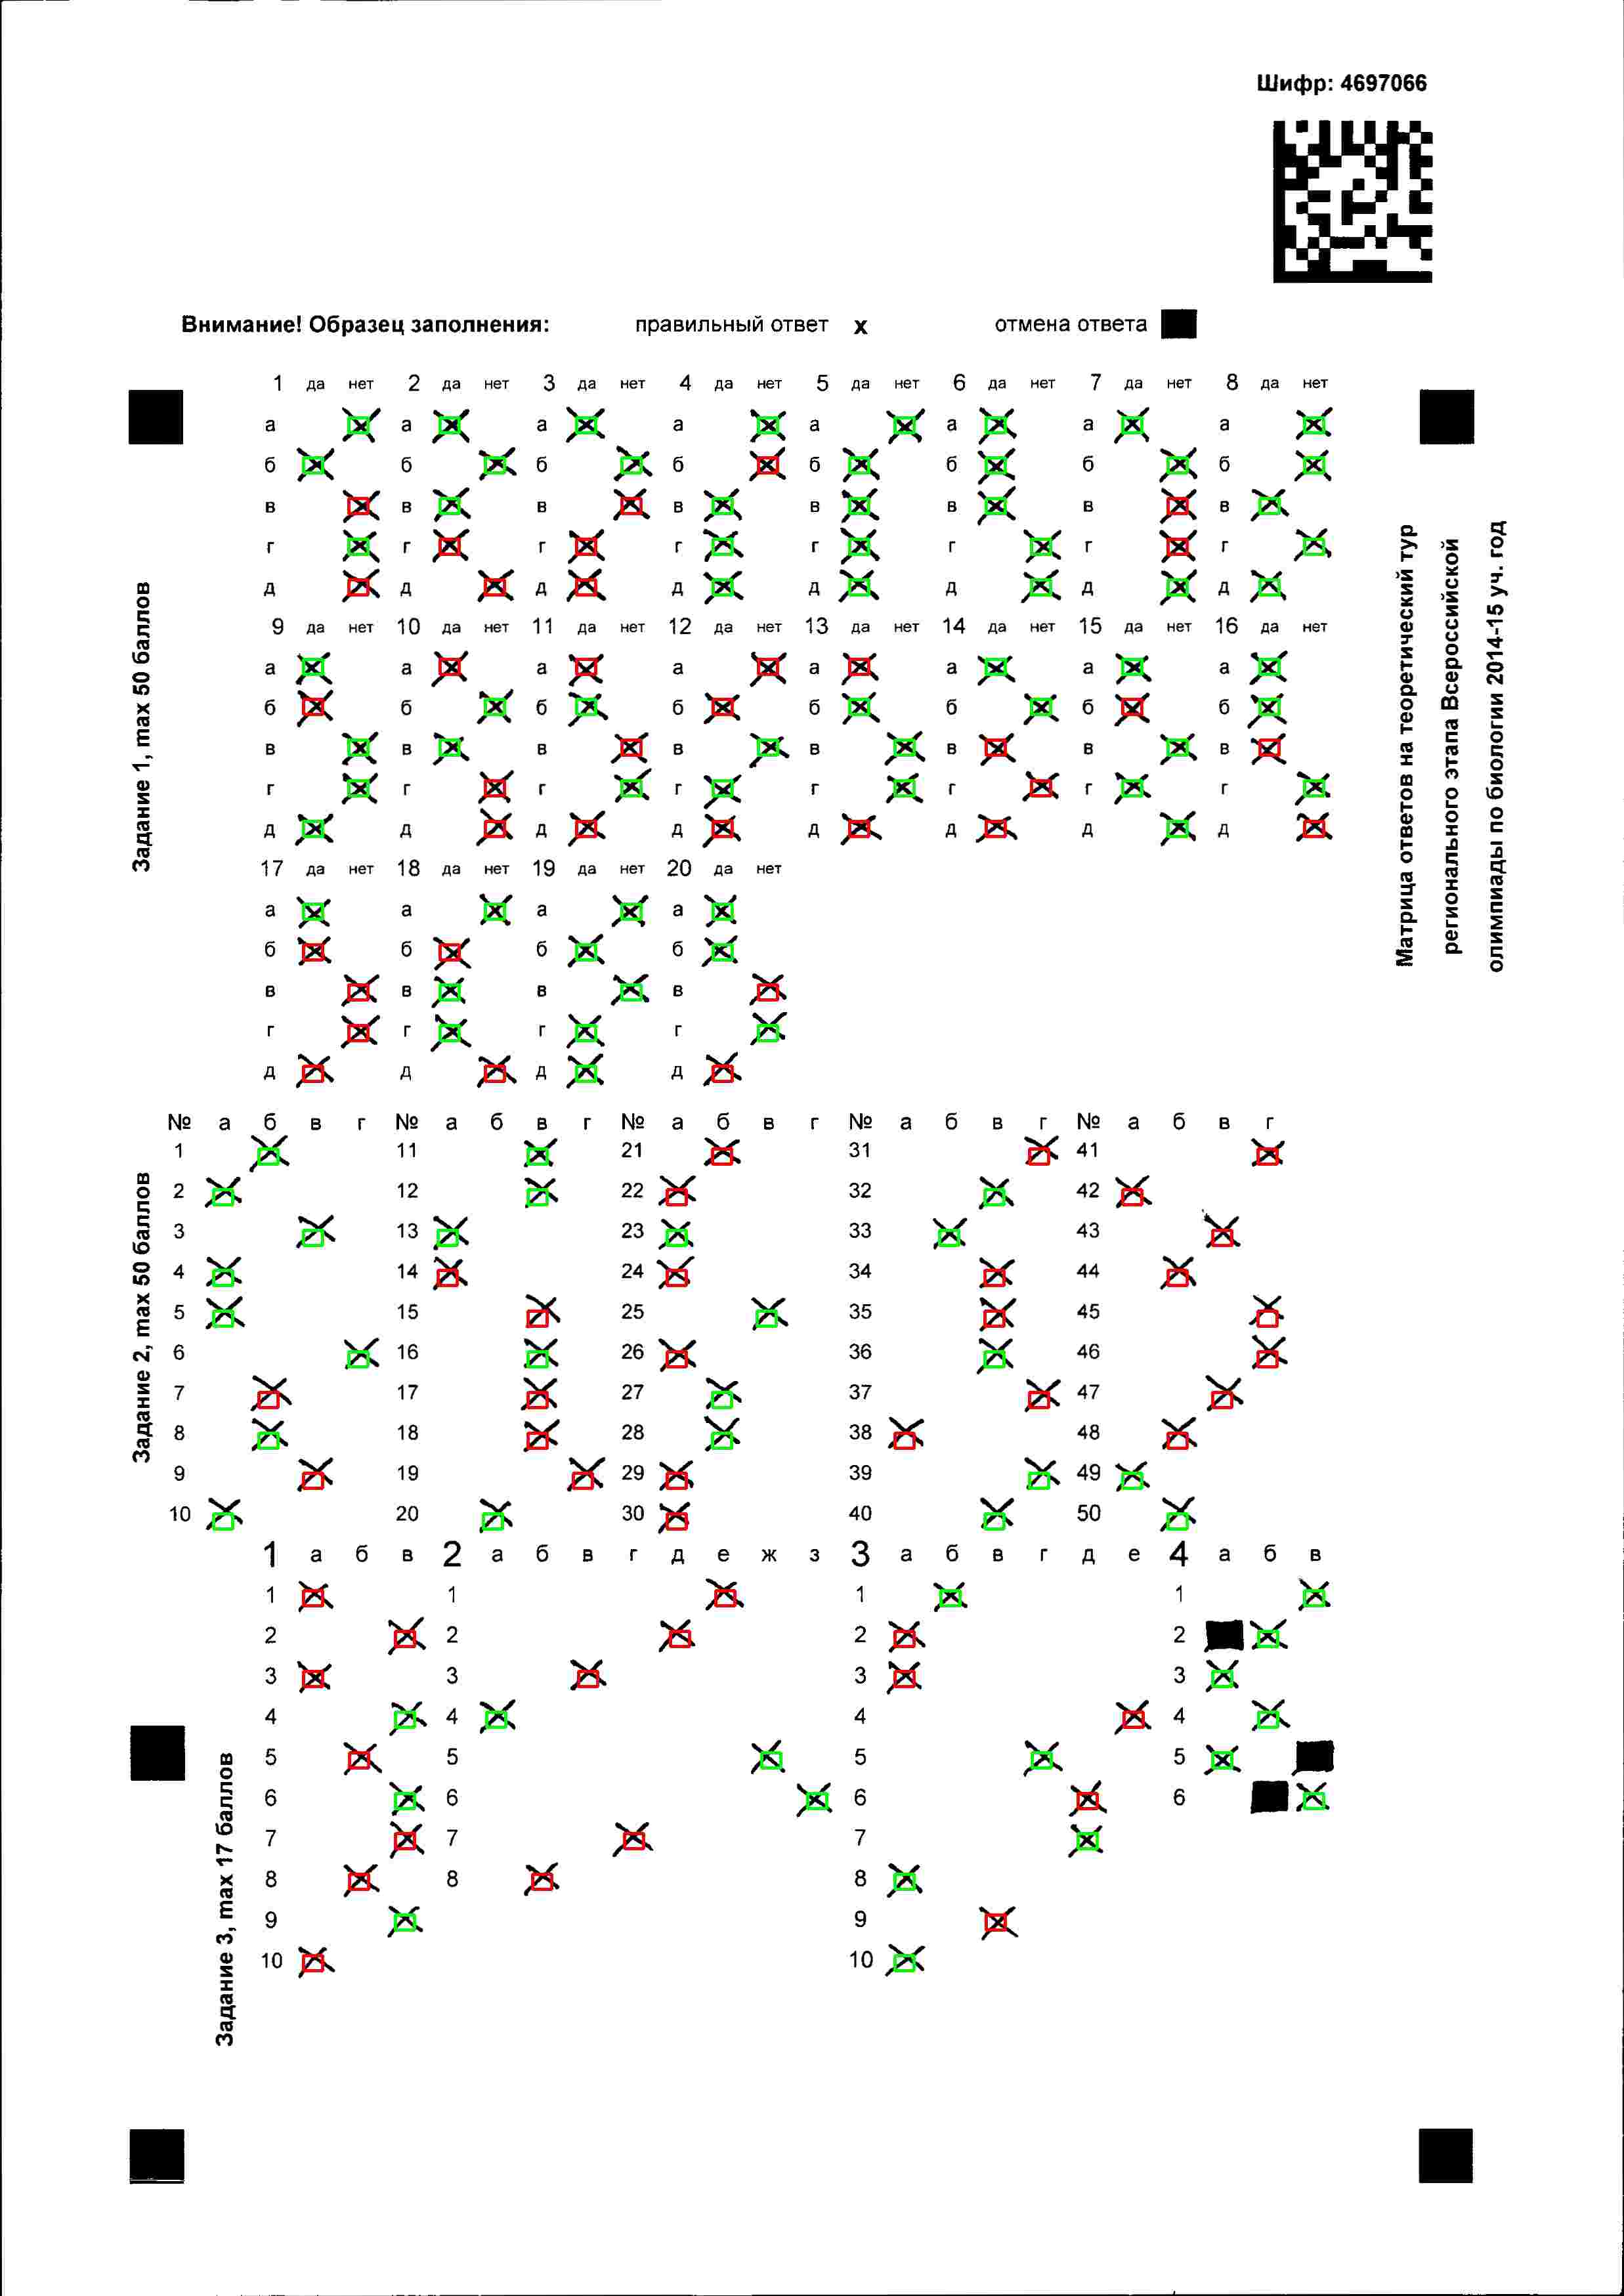 Шифр: 4697066
Внимание! Образец заполнения: правильный ответ x отмена ответа
1 да нет 2 да нет 3 да нет 4 да нет 5 да нет 6 да нет 7 да нет 8 да нет
а а а а а а а а
б б б б б б б б
в в в в в в в в
г г г г г г г г
д д д д д д д д
9 да нет 10 да нет 11 да нет 12 да нет 13 да нет 14 да нет 15 да нет 16 да нет
а а а а а а а а
б б б б б б б б
в в в в в в в в
г г г г г г г г
д д д д д д д д
17 да нет 18 да нет 19 да нет 20 да нет
а а а а
б б б б
в в в в
г г г г
д д д д
Задание 1, max 50 баллов
Матрица ответов на теоретический тур
регионального этапа Всероссийской
олимпиады по биологии 2014-15 уч. год
№ а б в г № а б в г № а б в г № а б в г № а б в г
1 11 21 31 41
2 12 22 32 42
3 13 23 33 43
4 14 24 34 44
5 15 25 35 45
6 16 26 36 46
7 17 27 37 47
8 18 28 38 48
9 19 29 39 49
10 20 30 40 50
Задание 2, max 50 баллов
1 а б в 2 а б в г д е ж з 3 а б в г д е 4 а б в
1 1 1 1
2 2 2 2
3 3 3 3
4 4 4 4
5 5 5 5
6 6 6 6
7 7 7
8 8 8
9 9
10 10
Задание 3, max 17 баллов